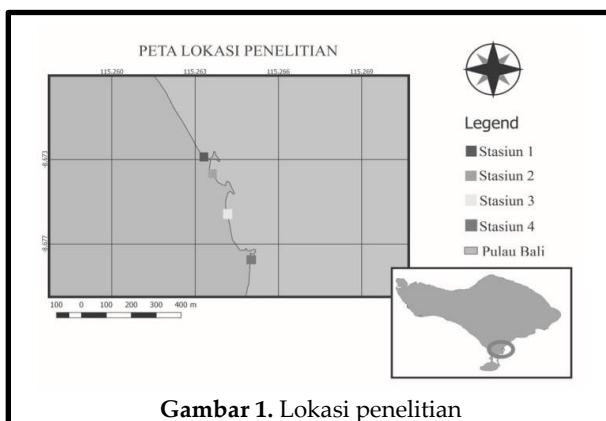 PETA LOKASI PENELITIAN
115.260 115.263 115.266 115.269
-8.673
-8.677
100 0 100 200 300 400 m
Legend
Stasiun 1
Stasiun 2
Stasiun 3
Stasiun 4
Pulau Bali
Gambar 1. Lokasi penelitian